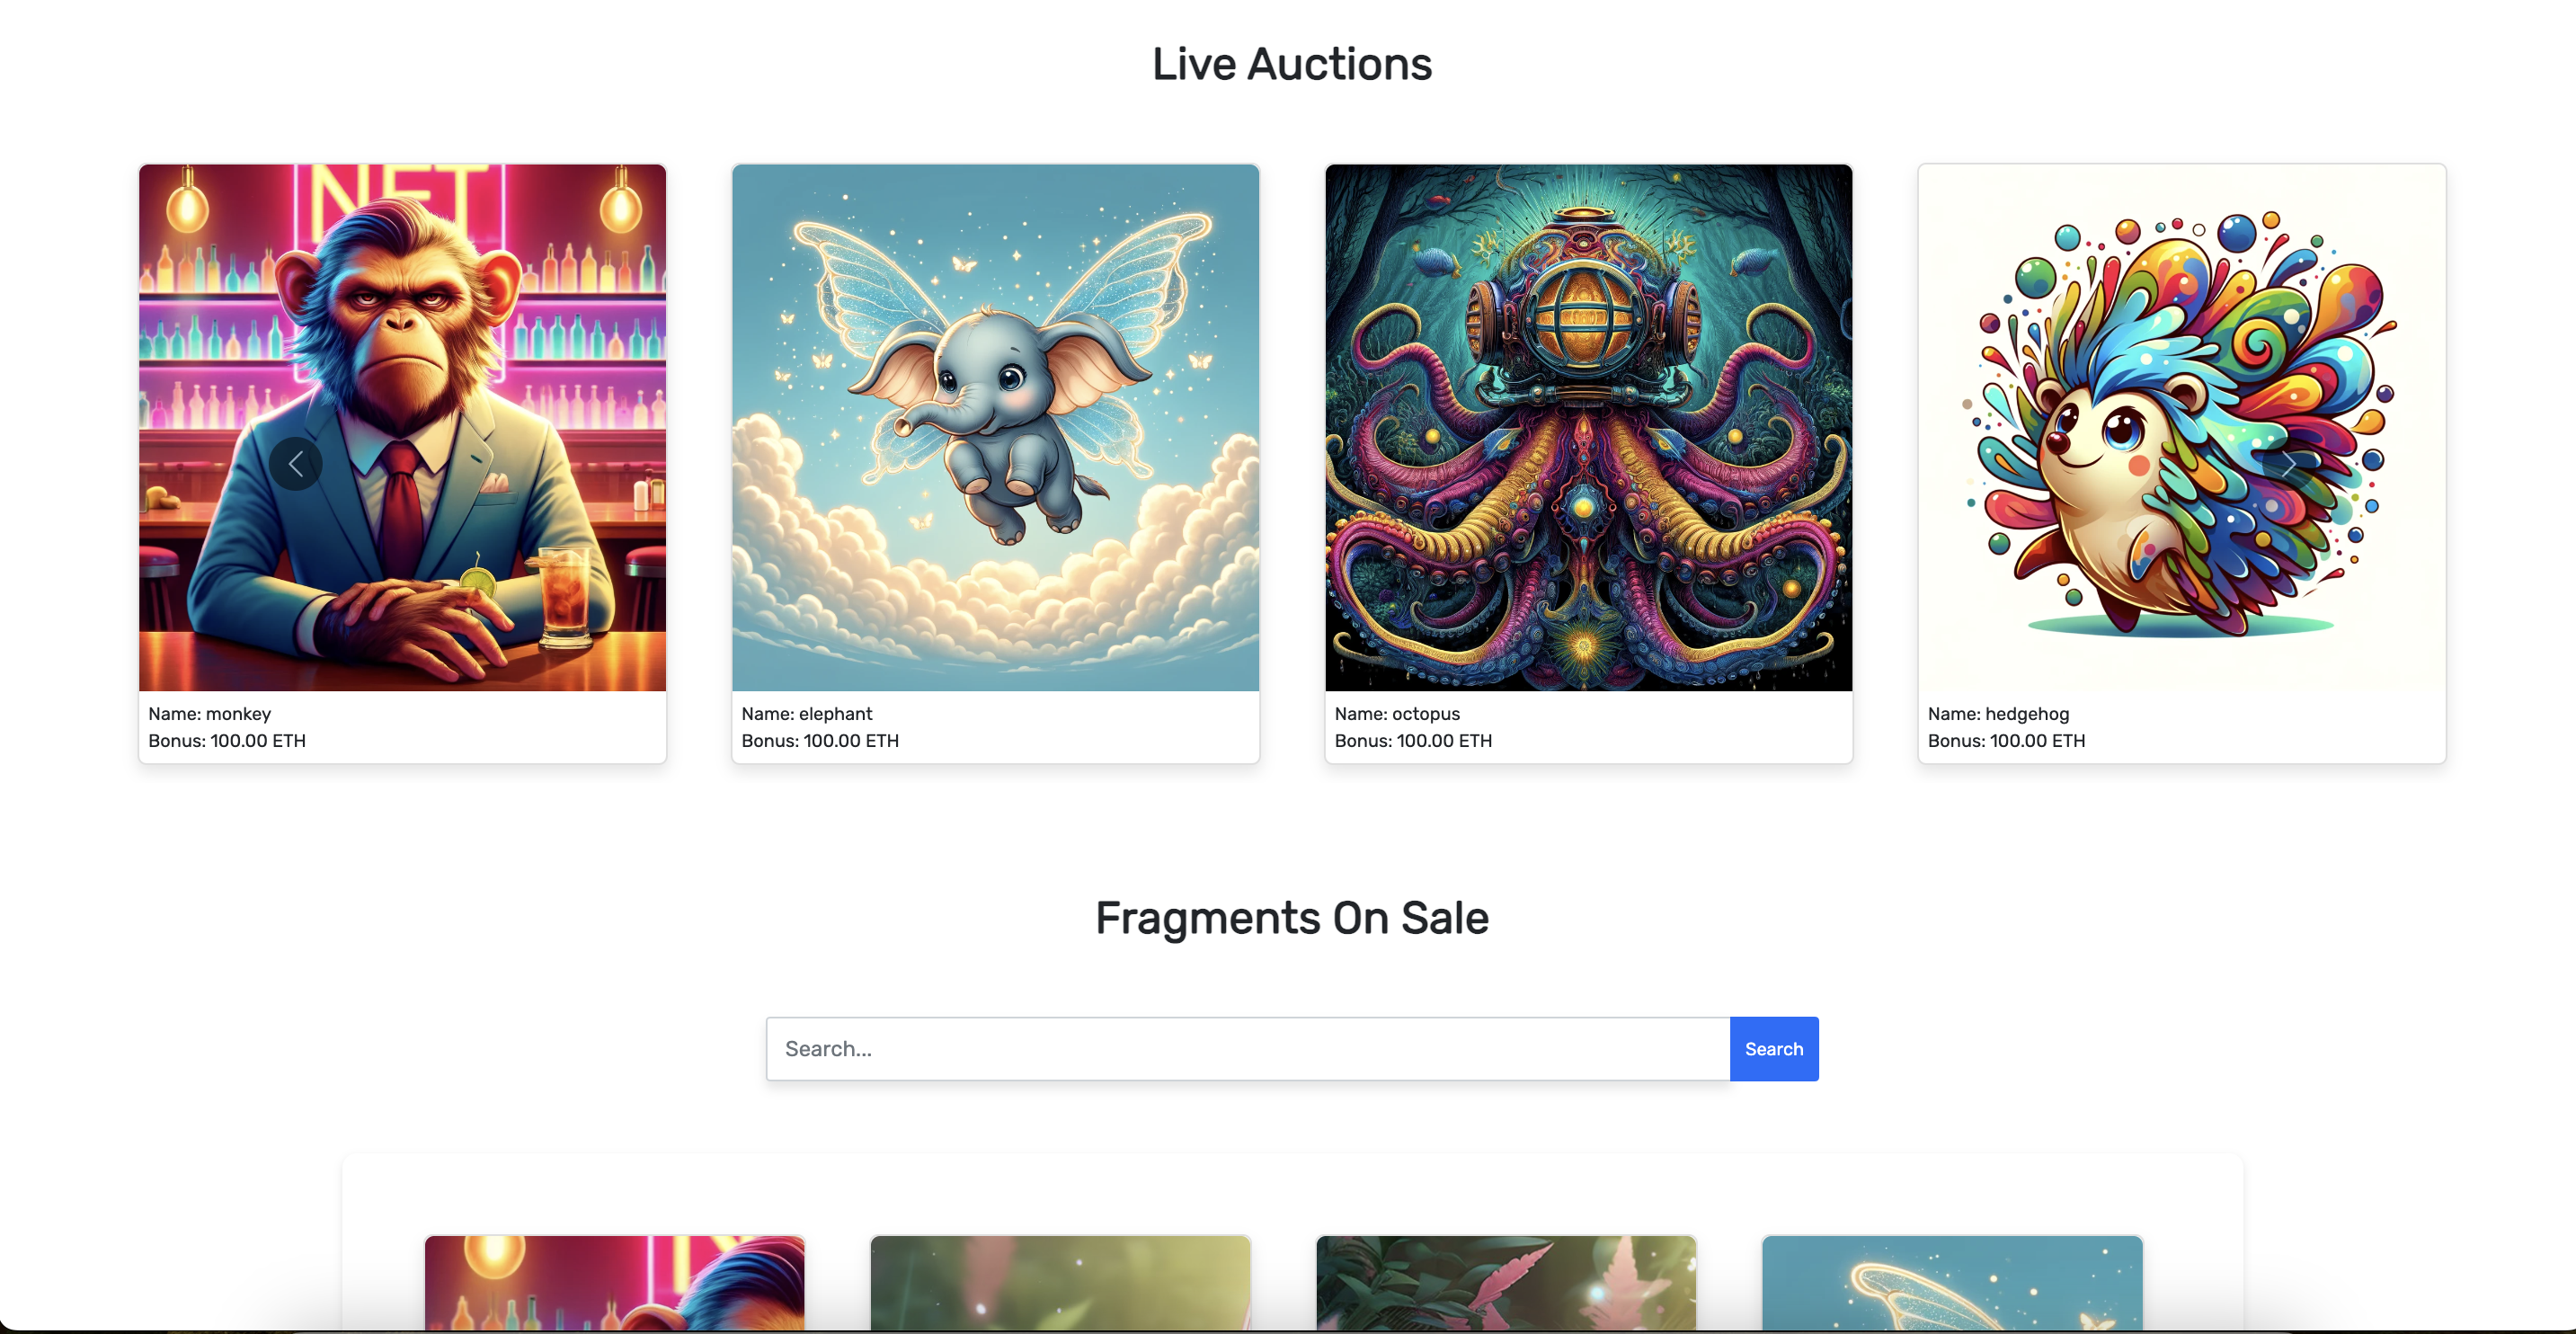 Live Auctions
NFT
Name: monkey
Bonus: 100.00 ETH
Name: elephant
Bonus: 100.00 ETH
Name: octopus
Bonus: 100.00 ETH
Name: hedgehog
Bonus: 100.00 ETH
Fragments On Sale
Search...
Search